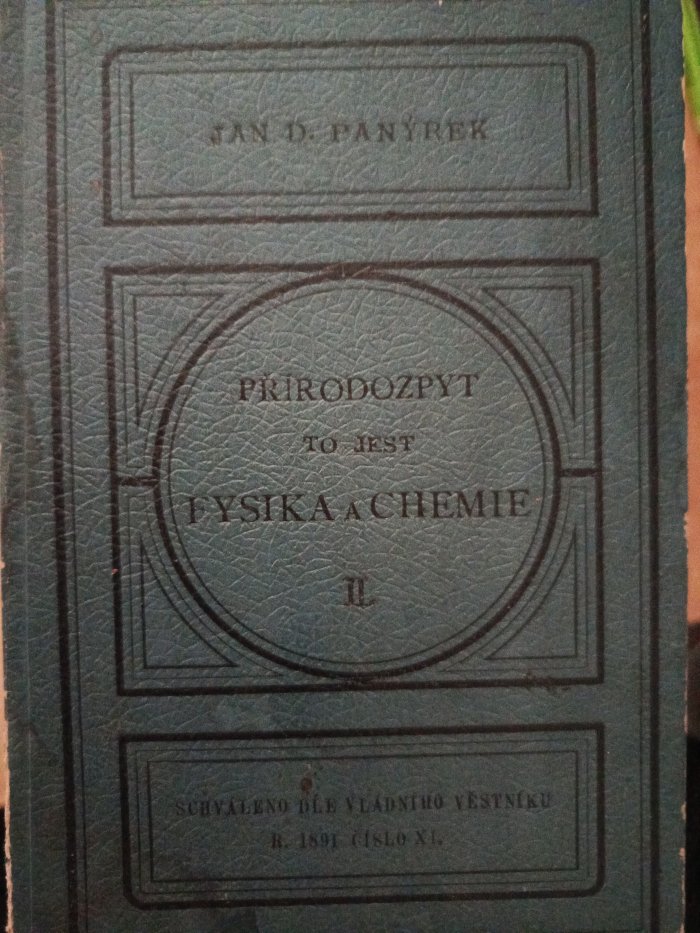 JAN D. PANÝREK
PŘÍRODOZPYT
TO JEST
FYSIKA A CHEMIE
II.
SCHVÁLENO DLE VLÁDNÍHO VĚSTNÍKU
R. 1891 ČÍSLO XI.